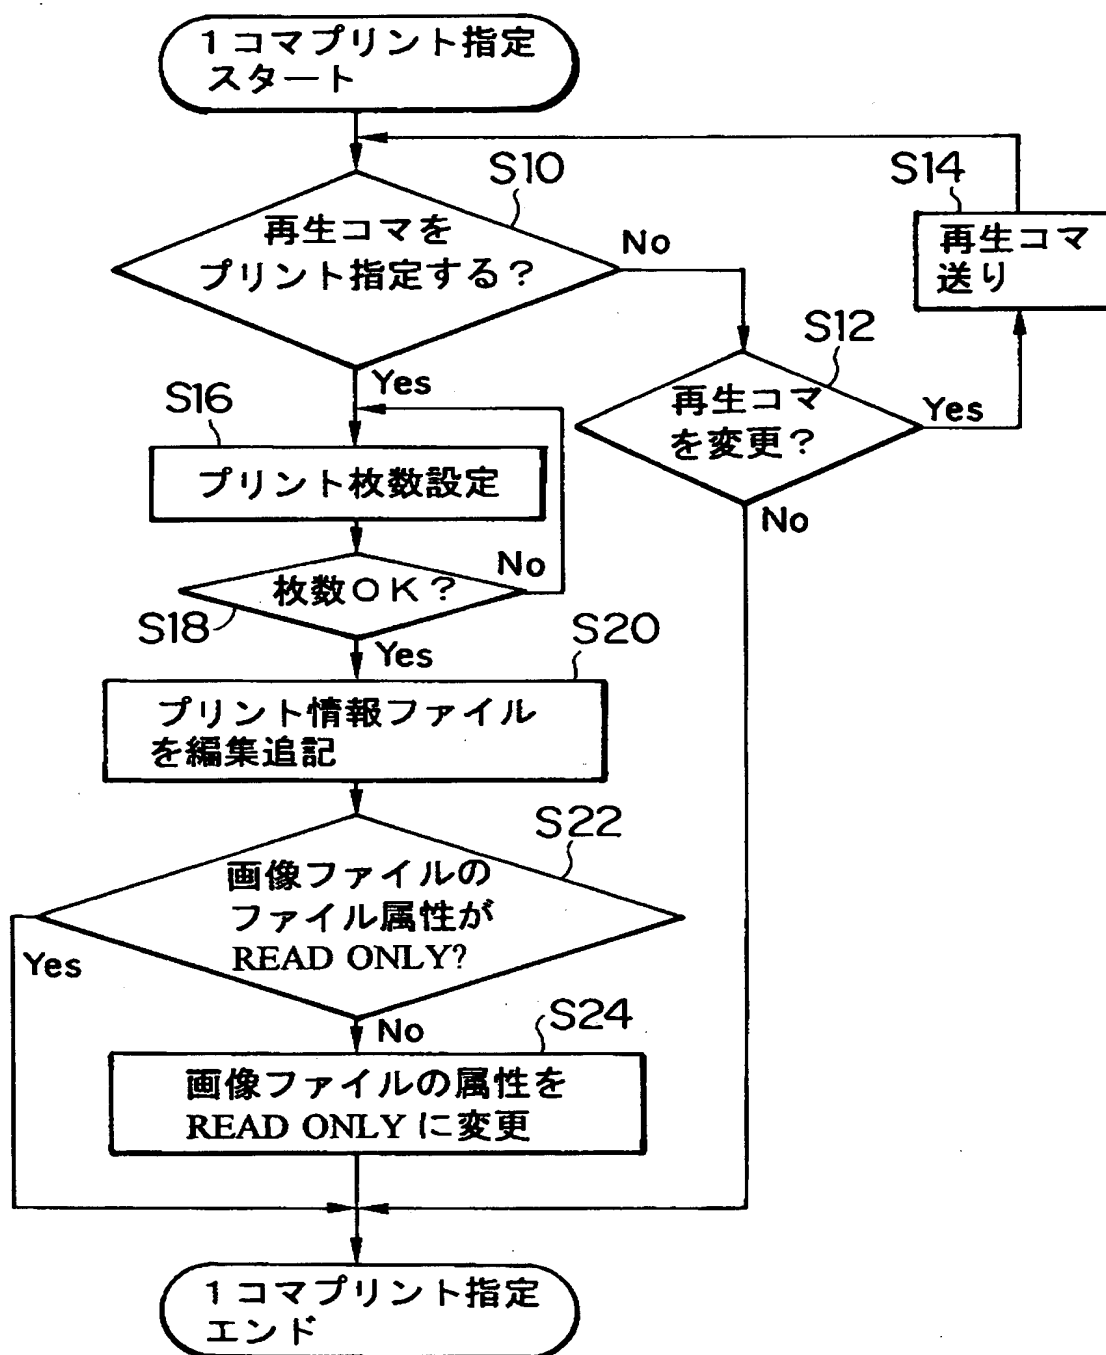 1コマプリント指定
スタート
S10
再生コマを
プリント指定する?
No
S14
再生コマ
送り
S12
再生コマ
を変更?
Yes
No
Yes
S16
プリント枚数設定
No
枚数OK?
S18
Yes
S20
プリント情報ファイル
を編集追記
S22
画像ファイルの
ファイル属性が
READ ONLY?
Yes
No
S24
画像ファイルの属性を
READ ONLY に変更
1コマプリント指定
エンド